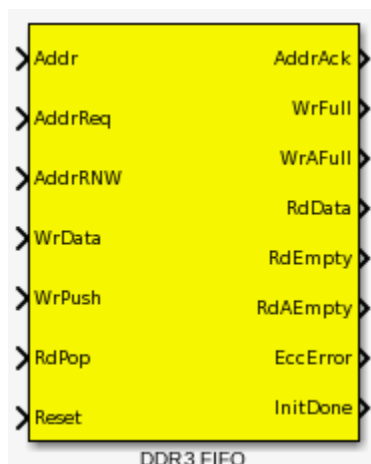 Addr
AddrReq
AddrRNW
WrData
WrPush
RdPop
Reset
AddrAck
WrFull
WrAFull
RdData
RdEmpty
RdAEmpty
EccError
InitDone
DDR3 FIFO